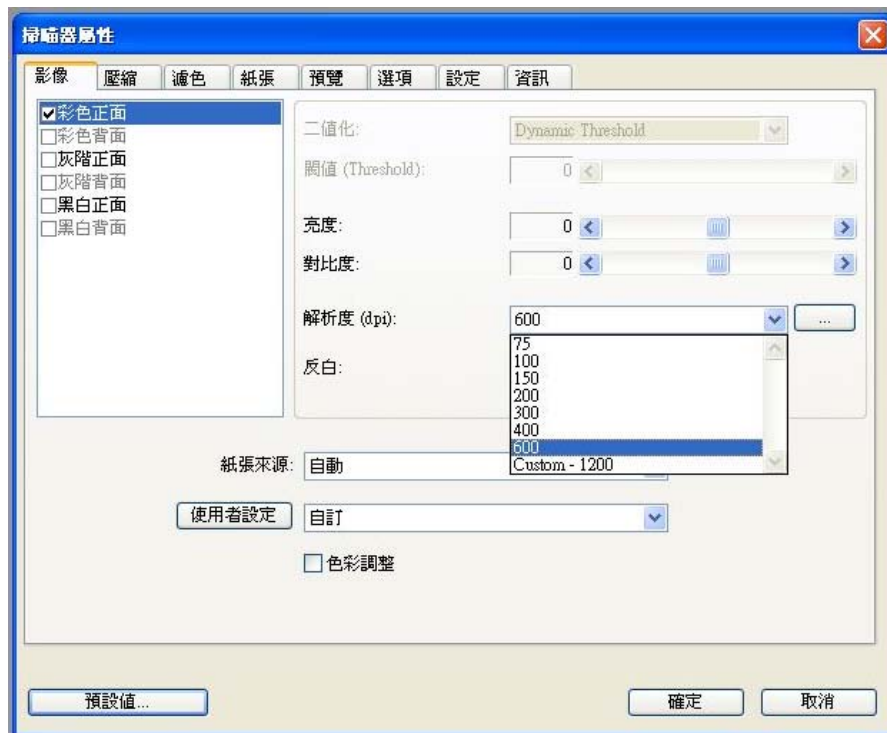 掃瞄器屬性
影像 壓縮 濾色 紙張 預覽 選項 設定 資訊
彩色正面
彩色背面
灰階正面
灰階背面
黑白正面
黑白背面
二值化: Dynamic Threshold
閥值 (Threshold): 0
亮度: 0
對比度: 0
解析度 (dpi): 600 ...
75
100
反白:
150
200
300
400
600
Custom - 1200
紙張來源: 自動
使用者設定 自訂
色彩調整
預設值... 確定 取消